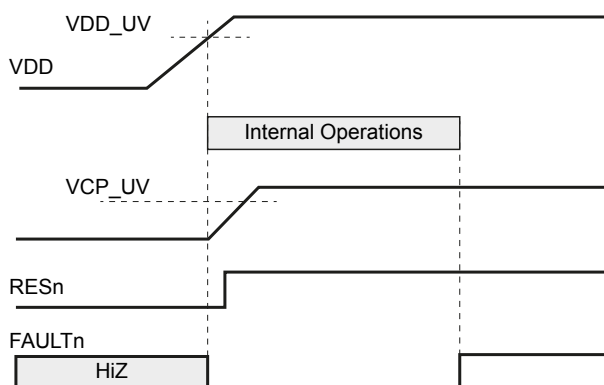 VDD_UV
VDD
Internal Operations
VCP_UV
RESn
FAULTn
HiZ